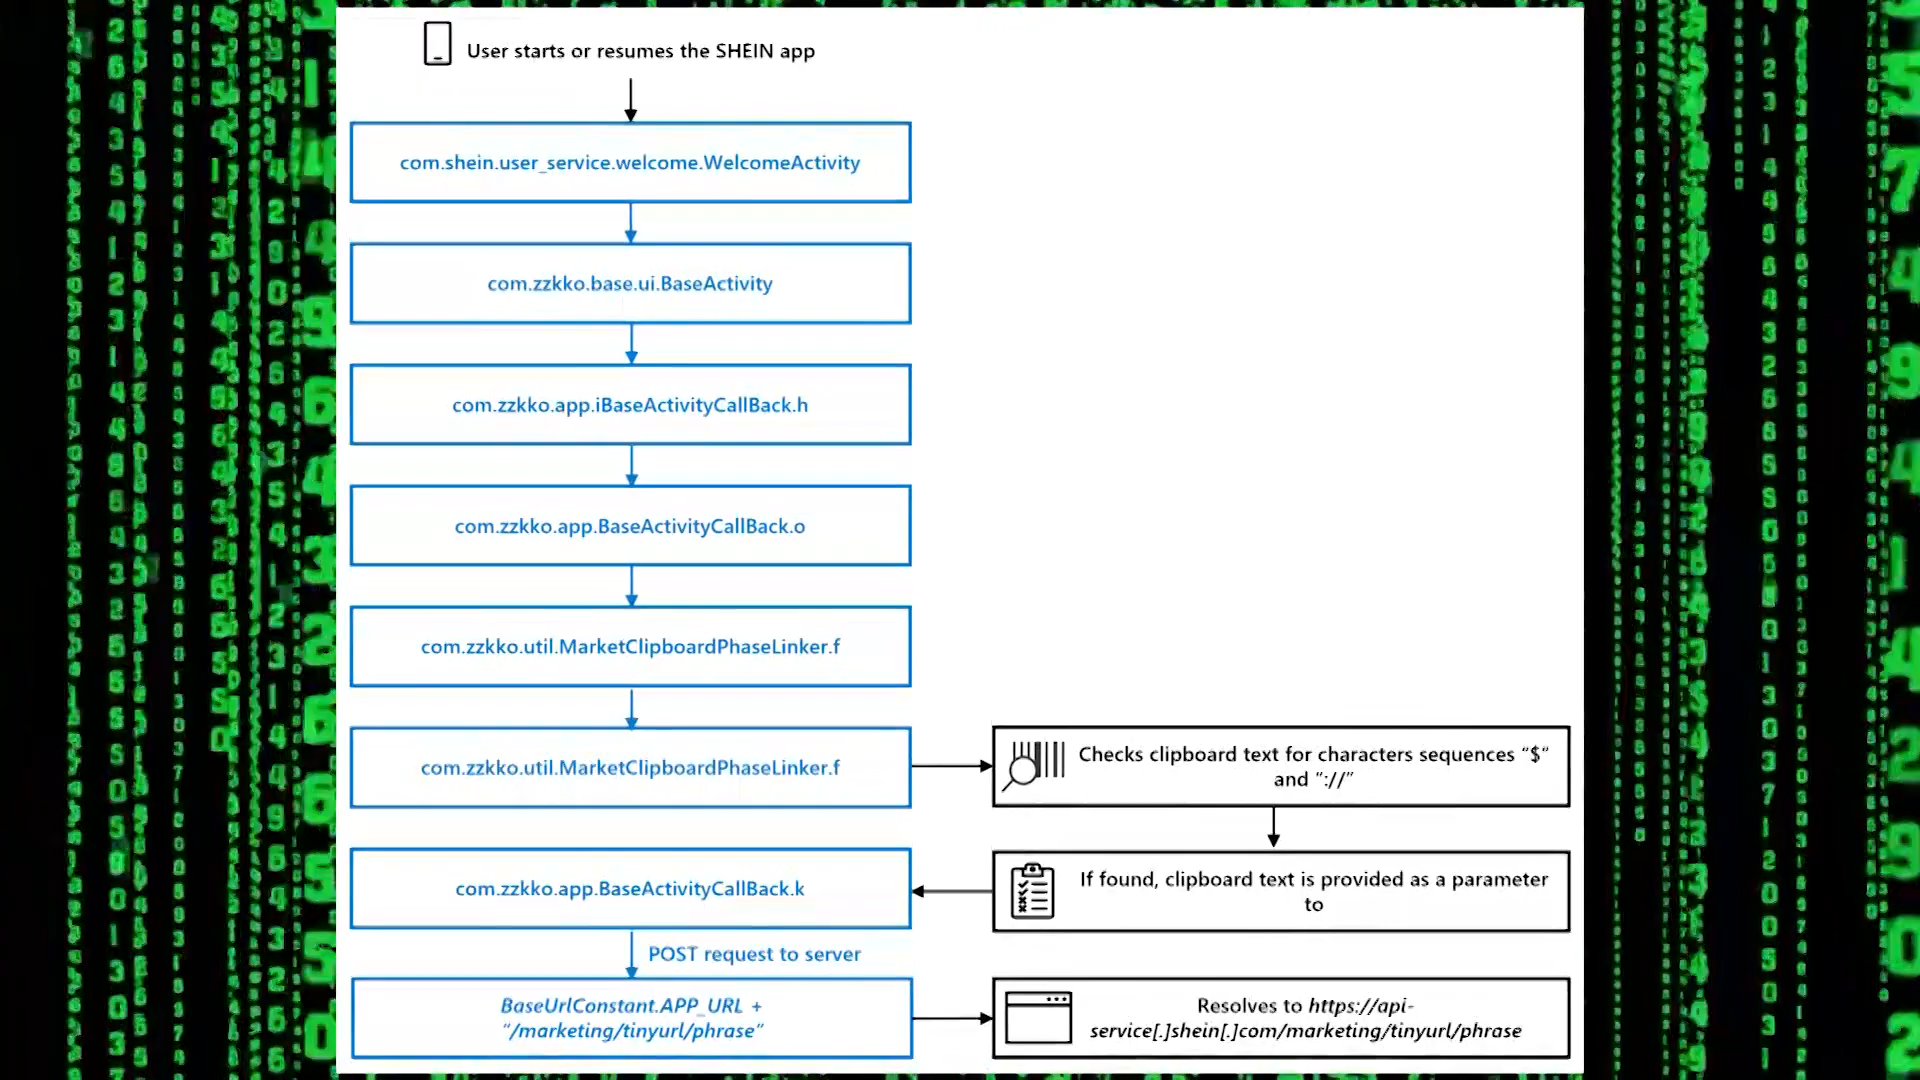 User starts or resumes the SHEIN app
com.shein.user_service.welcome.WelcomeActivity
com.zzkko.base.ui.BaseActivity
com.zzkko.app.iBaseActivityCallBack.h
com.zzkko.app.BaseActivityCallBack.o
com.zzkko.util.MarketClipboardPhaseLinker.f
com.zzkko.util.MarketClipboardPhaseLinker.f
Checks clipboard text for characters sequences “$”
and “://”
If found, clipboard text is provided as a parameter
to
com.zzkko.app.BaseActivityCallBack.k
POST request to server
BaseUrlConstant.APP_URL +
“/marketing/tinyurl/phrase”
Resolves to https://api-
service[.]shein[.]com/marketing/tinyurl/phrase